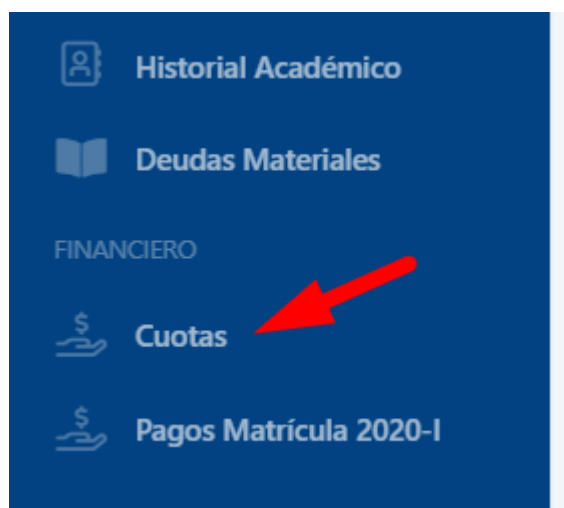 Historial Académico
Deudas Materiales
FINANCIERO
Cuotas
Pagos Matrícula 2020-I